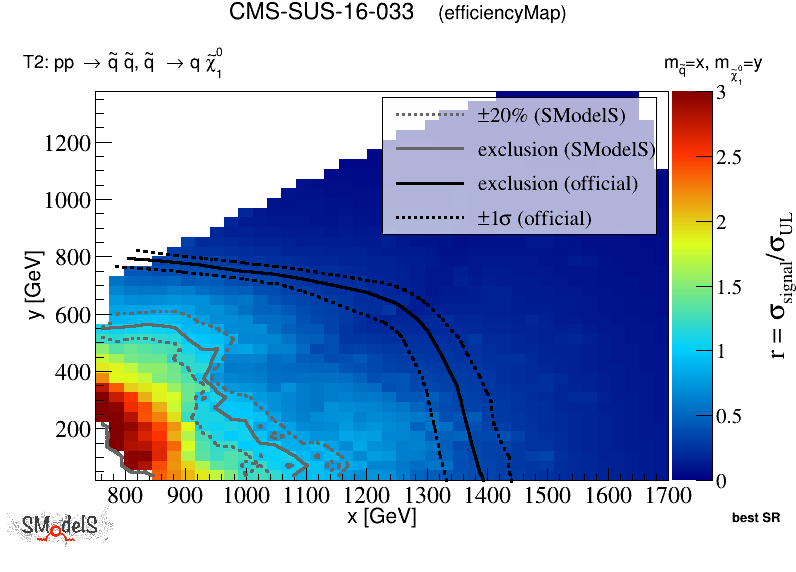 CMS-SUS-16-033 (efficiencyMap)
T2: pp → q̃ q̃, q̃ → q χ̃₁⁰
m_q̃=x, m_χ̃₁⁰=y
±20% (SModelS)
exclusion (SModelS)
exclusion (official)
±1σ (official)
y [GeV]
1200
1000
800
600
400
200
800 900 1000 1100 1200 1300 1400 1500 1600 1700
x [GeV]
3
2.5
2
1.5
1
0.5
0
r = σ_signal/σ_UL
SModelS
best SR